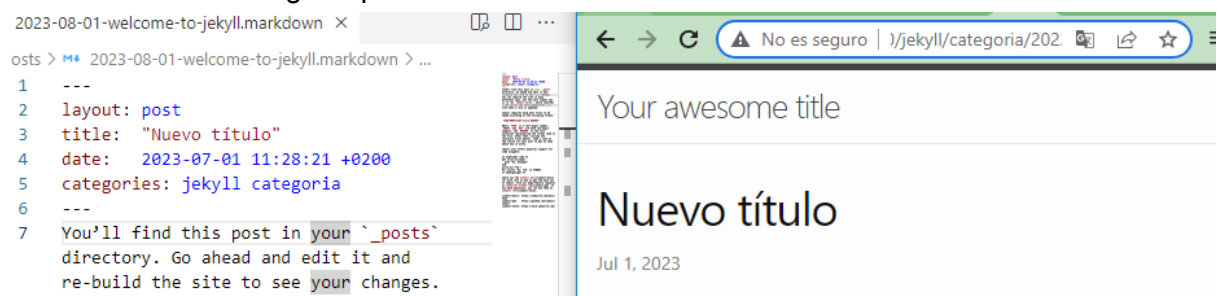 2023-08-01-welcome-to-jekyll.markdown ×
osts > 2023-08-01-welcome-to-jekyll.markdown > ...
1 ---
2 layout: post
3 title: "Nuevo título"
4 date: 2023-07-01 11:28:21 +0200
5 categories: jekyll categoria
6 ---
7 You’ll find this post in your `_posts`
directory. Go ahead and edit it and
re-build the site to see your changes.
No es seguro | )/jekyll/categoria/202
Your awesome title
Nuevo título
Jul 1, 2023